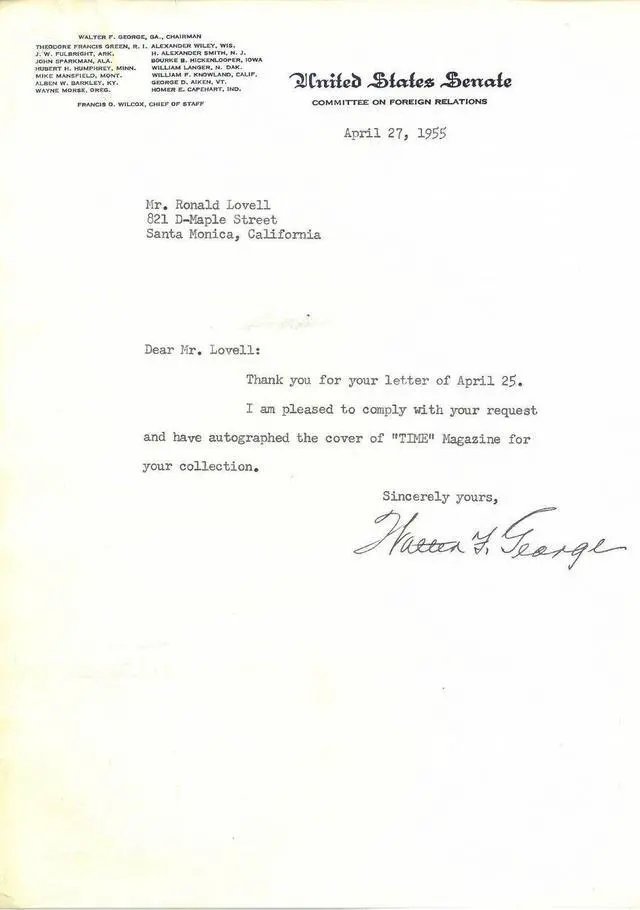 WALTER F. GEORGE, GA., CHAIRMAN
THEODORE FRANCIS GREEN, R. I. ALEXANDER WILEY, WIS.
J. W. FULBRIGHT, ARK. H. ALEXANDER SMITH, N. J.
JOHN SPARKMAN, ALA. BOURKE B. HICKENLOOPER, IOWA
HUBERT H. HUMPHREY, MINN. WILLIAM LANGER, N. DAK.
MIKE MANSFIELD, MONT. WILLIAM F. KNOWLAND, CALIF.
ALBEN W. BARKLEY, KY. GEORGE D. AIKEN, VT.
WAYNE MORSE, OREG. HOMER E. CAPEHART, IND.
FRANCIS O. WILCOX, CHIEF OF STAFF
United States Senate
COMMITTEE ON FOREIGN RELATIONS
April 27, 1955
Mr. Ronald Lovell
821 D-Maple Street
Santa Monica, California
Dear Mr. Lovell:
Thank you for your letter of April 25.
I am pleased to comply with your request
and have autographed the cover of "TIME" Magazine for
your collection.
Sincerely yours,
Walter F. George